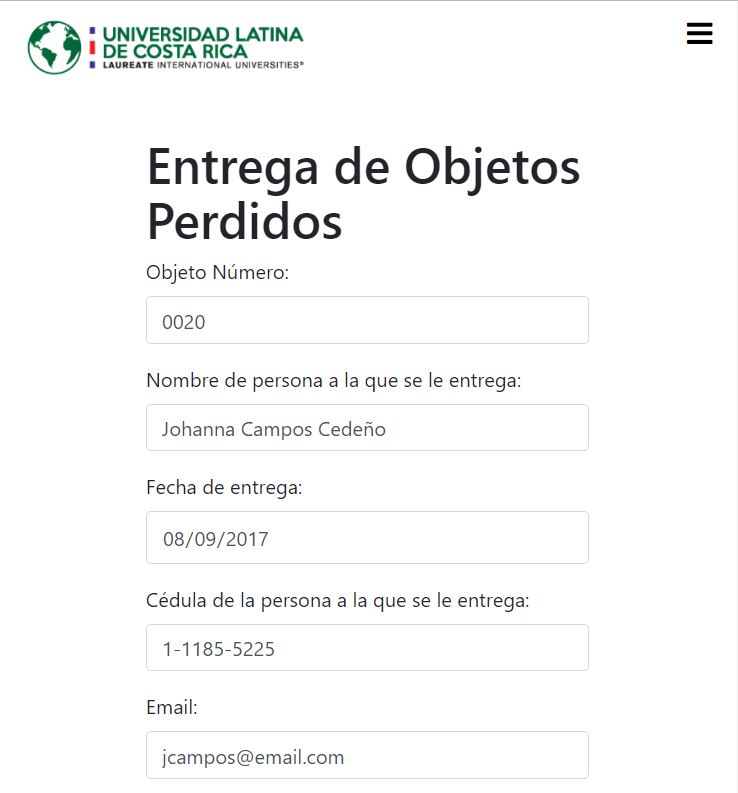 UNIVERSIDAD LATINA
DE COSTA RICA
LAUREATE INTERNATIONAL UNIVERSITIES®
Entrega de Objetos
Perdidos
Objeto Número:
0020
Nombre de persona a la que se le entrega:
Johanna Campos Cedeño
Fecha de entrega:
08/09/2017
Cédula de la persona a la que se le entrega:
1-1185-5225
Email:
jcampos@email.com